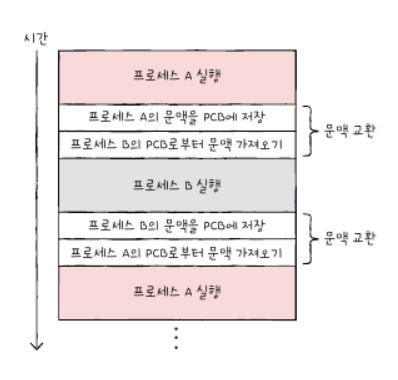 시간
프로세스 A 실행
프로세스 A의 문맥을 PCB에 저장
프로세스 B의 PCB로부터 문맥 가져오기
문맥 교환
프로세스 B 실행
프로세스 B의 문맥을 PCB에 저장
프로세스 A의 PCB로부터 문맥 가져오기
문맥 교환
프로세스 A 실행